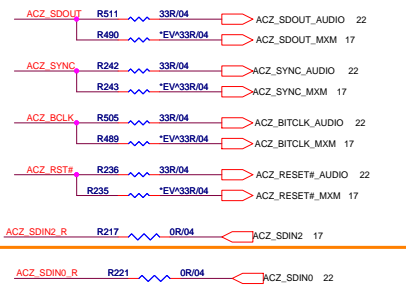 ACZ_SDOUT R511 33R/04 ACZ_SDOUT_AUDIO 22
R490 *EV^33R/04 ACZ_SDOUT_MXM 17
ACZ_SYNC R242 33R/04 ACZ_SYNC_AUDIO 22
R243 *EV^33R/04 ACZ_SYNC_MXM 17
ACZ_BCLK R505 33R/04 ACZ_BITCLK_AUDIO 22
R489 *EV^33R/04 ACZ_BITCLK_MXM 17
ACZ_RST# R236 33R/04 ACZ_RESET#_AUDIO 22
R235 *EV^33R/04 ACZ_RESET#_MXM 17
ACZ_SDIN2_R R217 0R/04 ACZ_SDIN2 17
ACZ_SDIN0_R R221 0R/04 ACZ_SDIN0 22